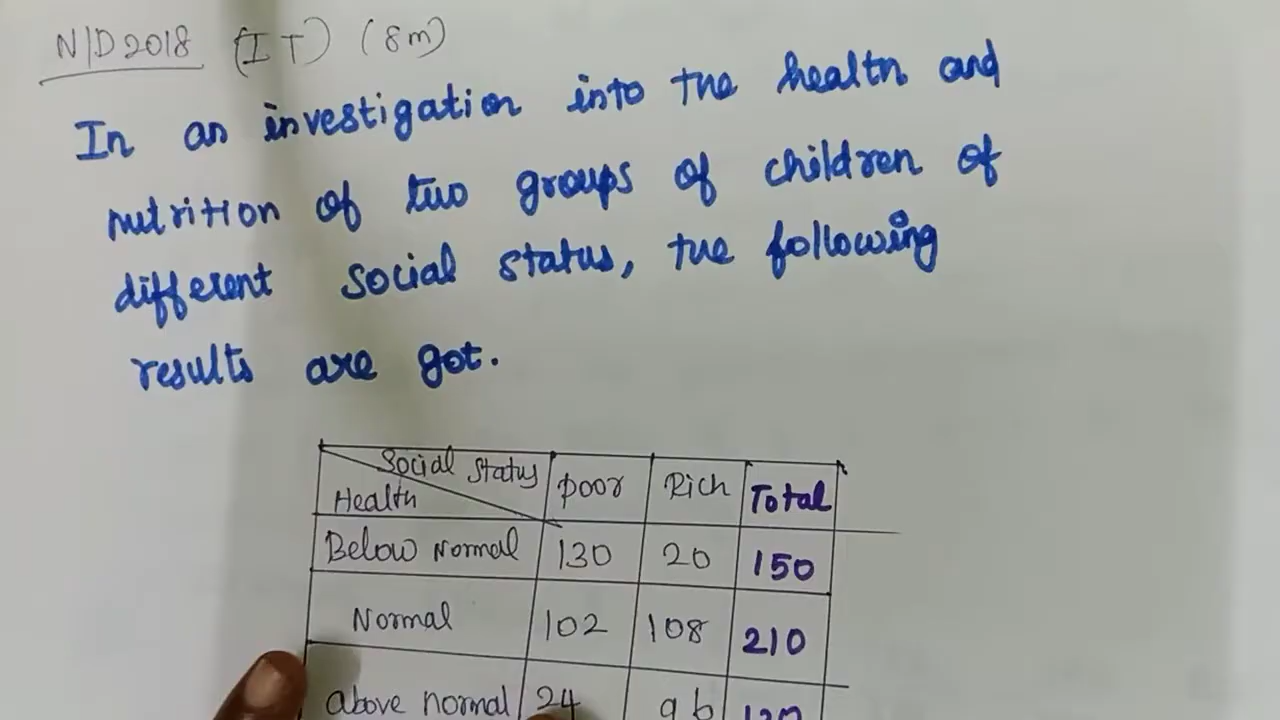 N/D 2018 (IT) (8m)
In an investigation into the health and
nutrition of two groups of children of
different social status, the following
results are got.
Social Status Poor Rich Total
Health
Below Normal 130 20 150
Normal 102 108 210
above normal 24 96 120